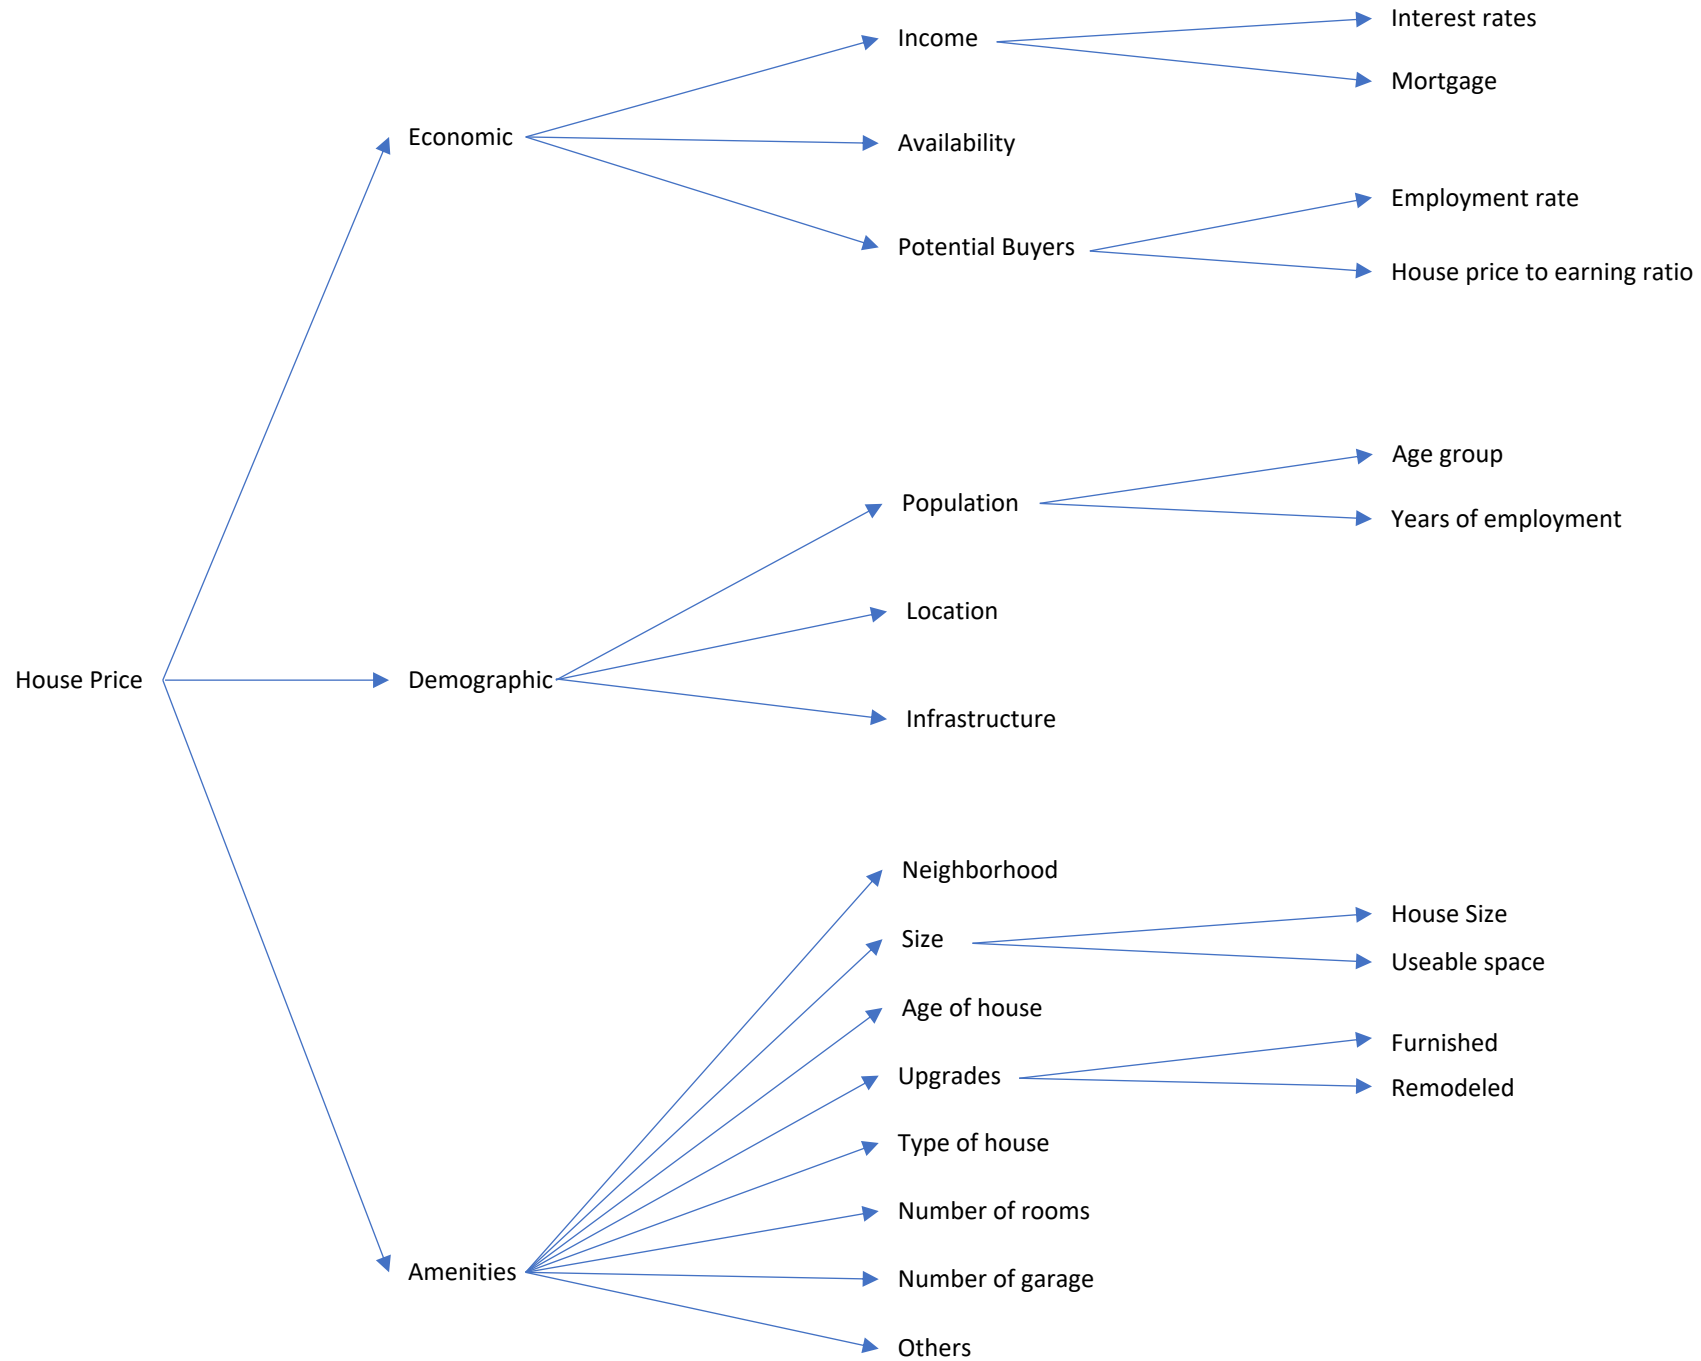 House Price
Economic
Income
Interest rates
Mortgage
Availability
Potential Buyers
Employment rate
House price to earning ratio
Demographic
Population
Age group
Years of employment
Location
Infrastructure
Amenities
Neighborhood
Size
House Size
Useable space
Age of house
Upgrades
Furnished
Remodeled
Type of house
Number of rooms
Number of garage
Others